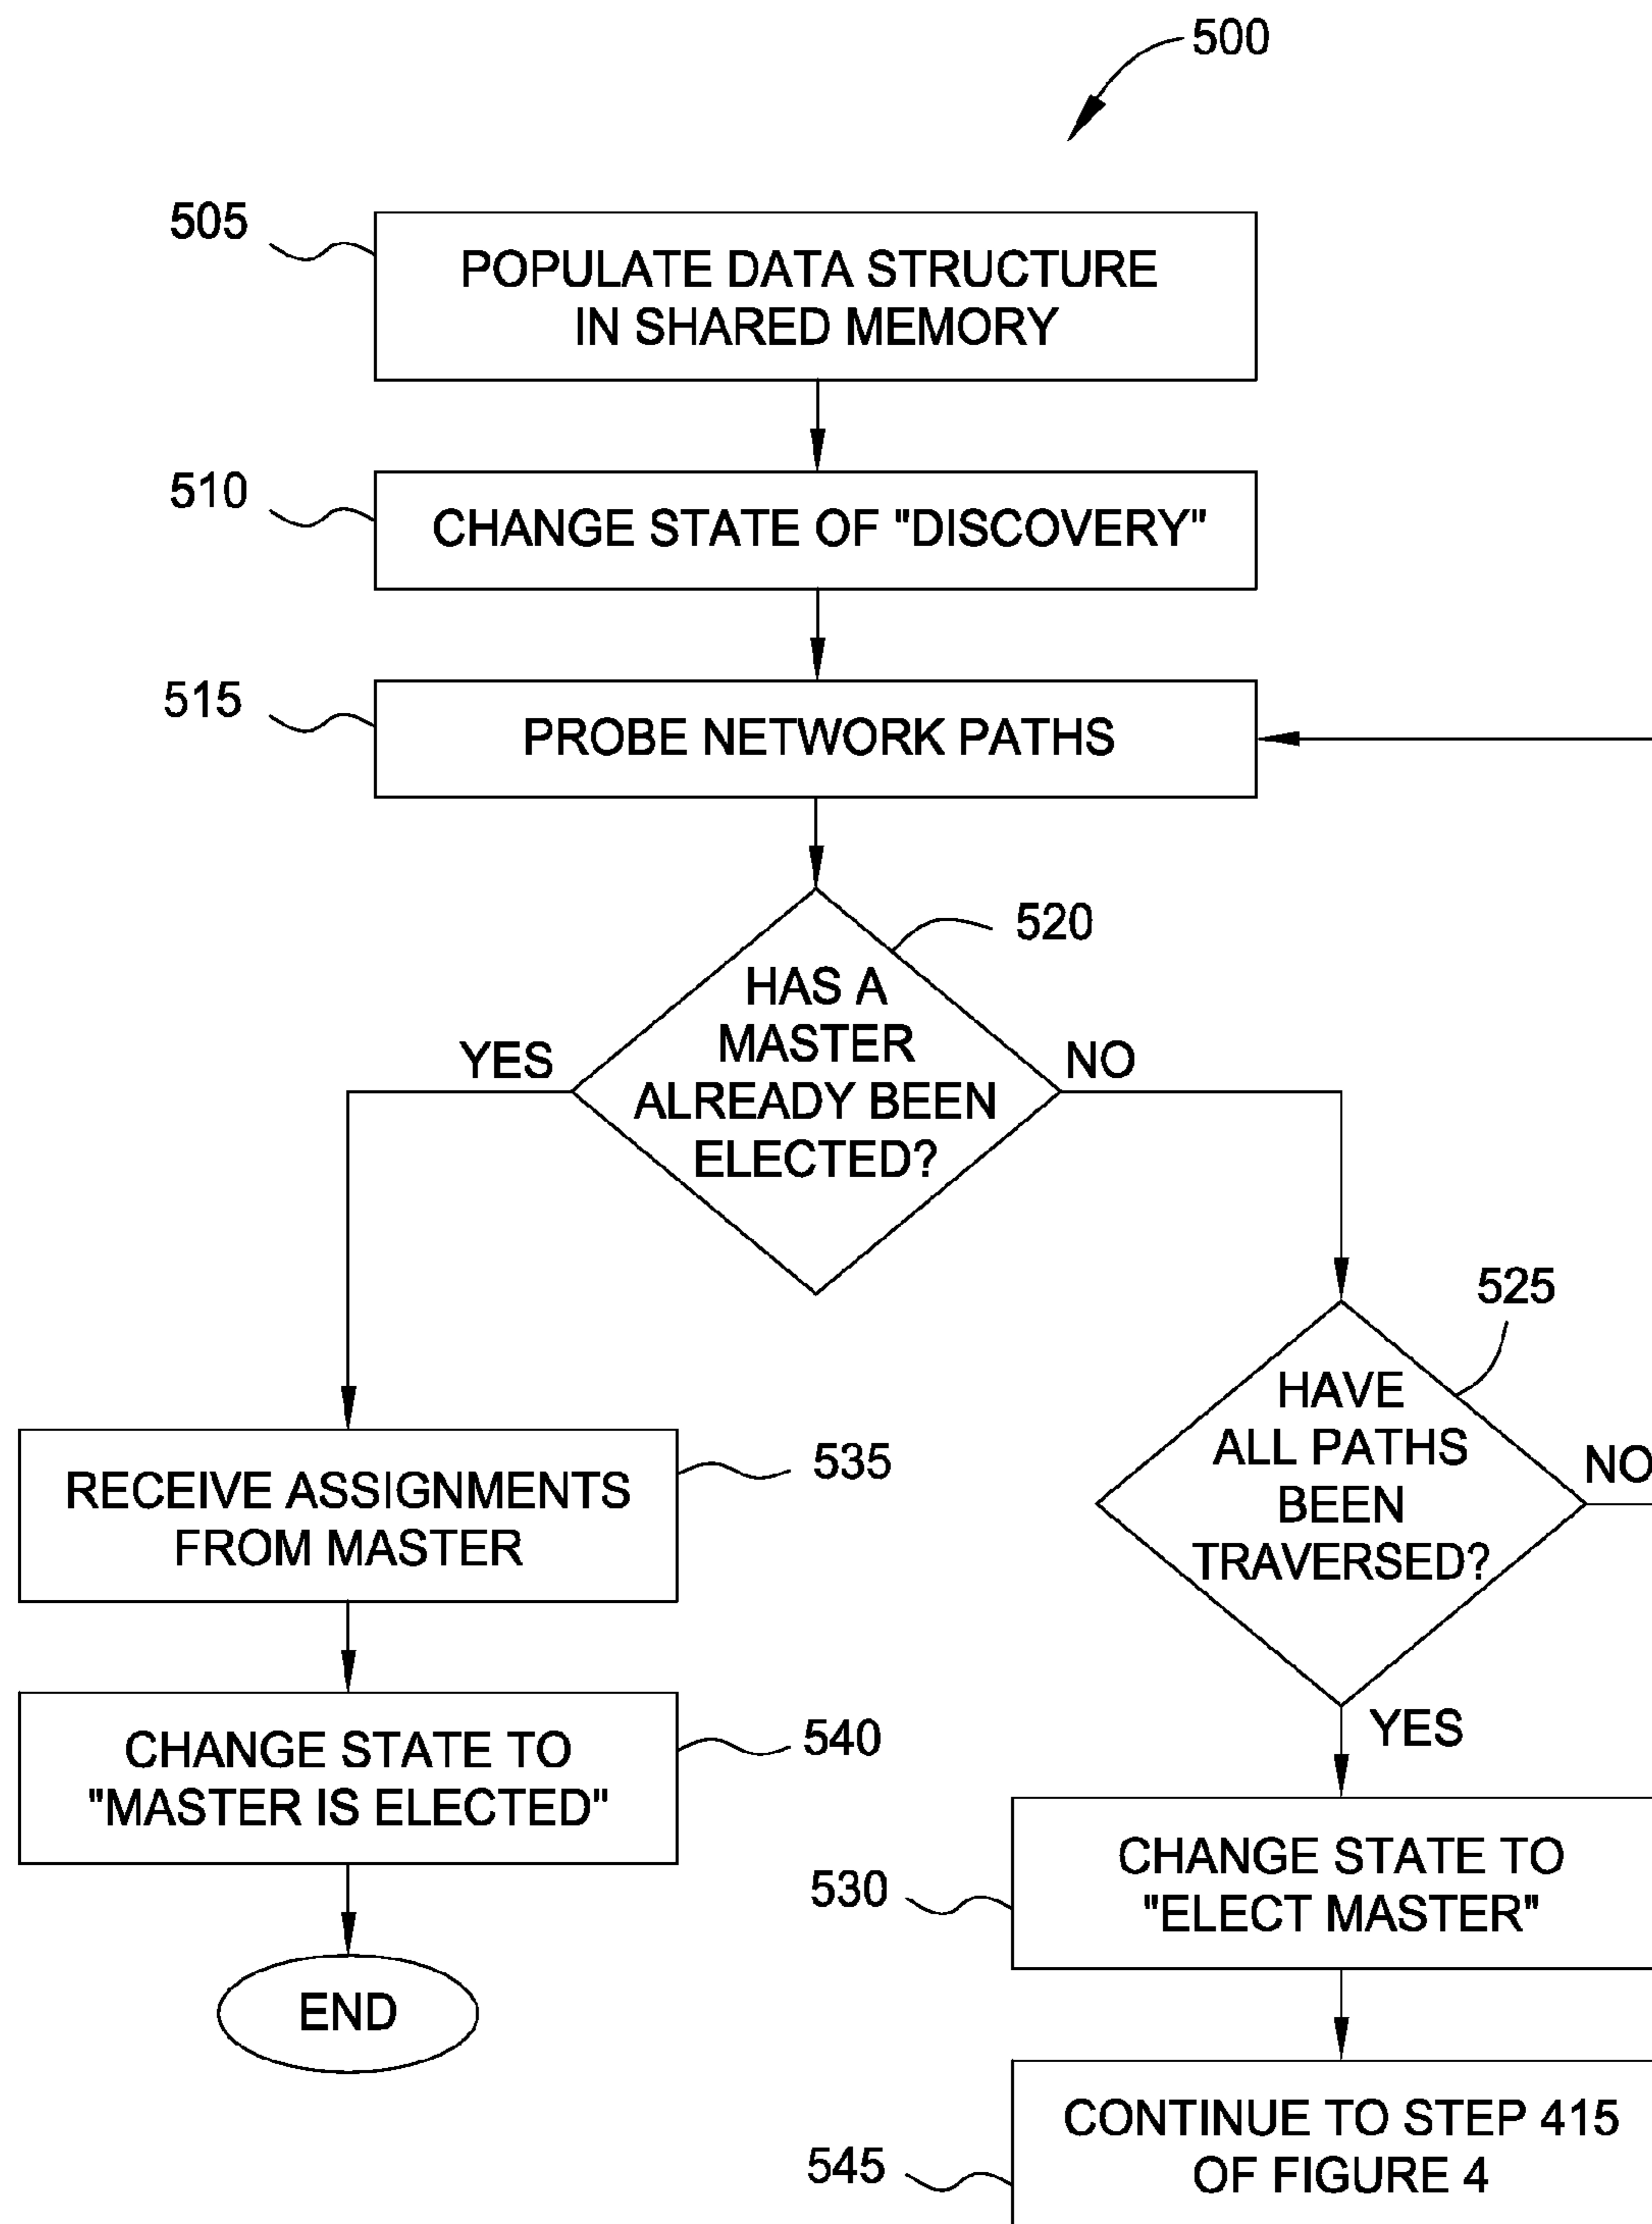 500
505
POPULATE DATA STRUCTURE
IN SHARED MEMORY
510
CHANGE STATE OF "DISCOVERY"
515
PROBE NETWORK PATHS
520
HAS A
MASTER
ALREADY BEEN
ELECTED?
YES
NO
525
HAVE
ALL PATHS
BEEN
TRAVERSED?
NO
YES
535
RECEIVE ASSIGNMENTS
FROM MASTER
540
CHANGE STATE TO
"MASTER IS ELECTED"
END
530
CHANGE STATE TO
"ELECT MASTER"
545
CONTINUE TO STEP 415
OF FIGURE 4